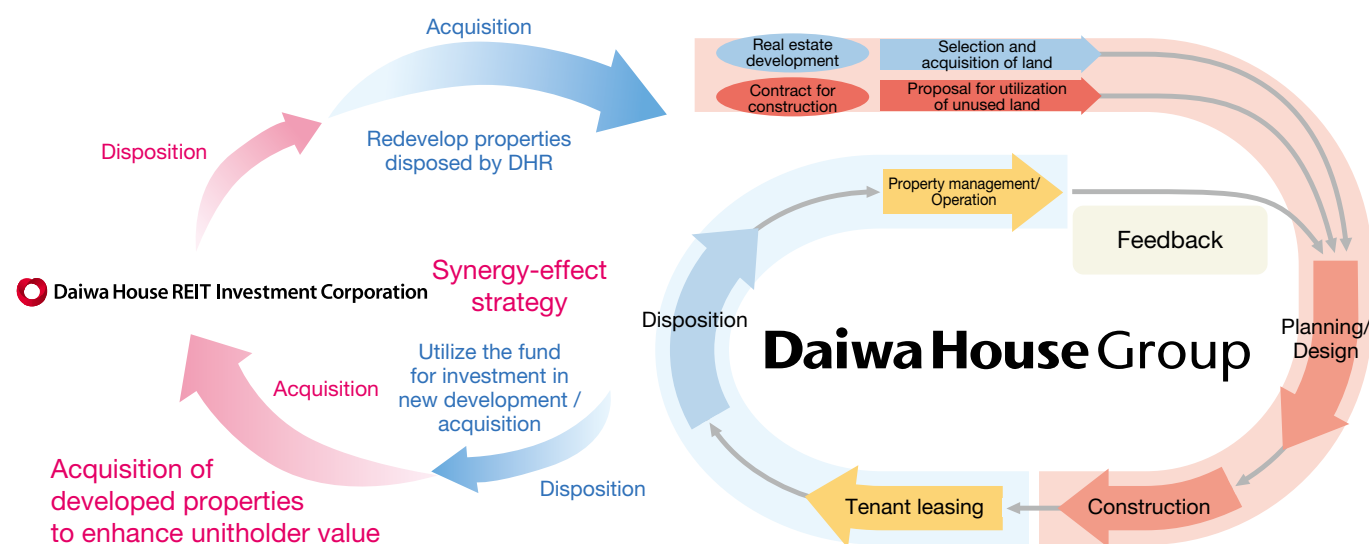 Acquisition
Disposition
Redevelop properties
disposed by DHR
Daiwa House REIT Investment Corporation
Synergy-effect
strategy
Utilize the fund
for investment in
new development /
acquisition
Acquisition
Disposition
Acquisition of
developed properties
to enhance unitholder value
Real estate
development
Selection and
acquisition of land
Contract for
construction
Proposal for utilization
of unused land
Property management/
Operation
Feedback
Disposition
Daiwa House Group
Planning/
Design
Tenant leasing
Construction